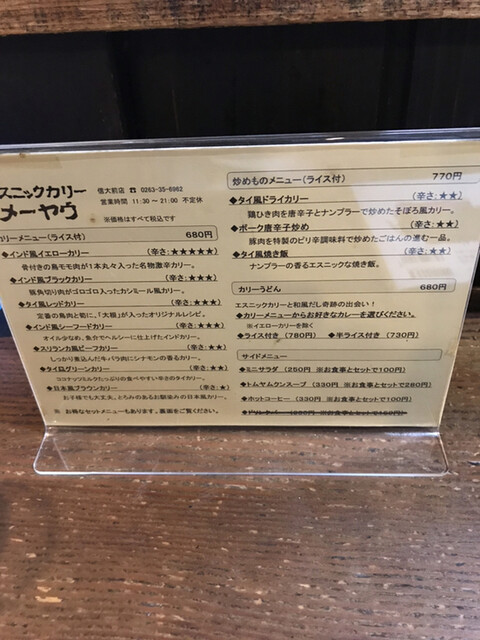 スニックカリー
メーヤウ
信大前店 ☎ 0263-35-6962
営業時間 11:30～21:00 不定休
※価格はすべて税込です
カリーメニュー(ライス付) 680円
◆インド風イエローカリー (辛さ:★★★★★)
骨付きの鳥モモ肉が1本丸々入った名物激辛カリー。
◆インド風ブラックカリー (辛さ:★★★)
豚角切り肉がゴロゴロ入ったカシミール風カリー。
◆タイ風レッドカリー (辛さ:★★★)
定番の鳥肉と筍に、「大根」が入ったオリジナルレシピ。
◆インド風シーフードカリー (辛さ:★★★)
オイル少なめ、魚介でヘルシーに仕上げたインドカリー。
◆スリランカ風ビーフカリー (辛さ:★★)
しっかり煮込んだ牛バラ肉にシナモンの香るカリー。
◆タイ風グリーンカリー (辛さ:★★)
ココナッツミルクたっぷりの食べやすい辛さのタイカリー。
◆日本風ブラウンカリー (辛さ:★)
お子様でも大丈夫。とろみのあるお馴染みの日本風カリー。
※ お得なセットメニューもあります。裏面をご覧ください。
炒めものメニュー(ライス付) 770円
◆タイ風ドライカリー (辛さ:★★)
鶏ひき肉を唐辛子とナンプラーで炒めたそぼろ風カリー。
◆ポーク唐辛子炒め (辛さ:★★)
豚肉を特製のピリ辛調味料で炒めたごはんの進む一品。
◆タイ風焼き飯 (辛さ:★★)
ナンプラーの香るエスニックな焼き飯。
カリーうどん 680円
エスニックカリーと和風だし奇跡の出会い!
◆カリーメニューからお好きなカレーを選びください。
※イエローカリーを除く
◆ライス付き (780円) ◆半ライス付き (730円)
サイドメニュー
◆ミニサラダ (250円 ※お食事とセットで100円)
◆トムヤムクンスープ (330円 ※お食事とセットで280円)
◆ホットコーヒー (330円 ※お食事とセットで100円)